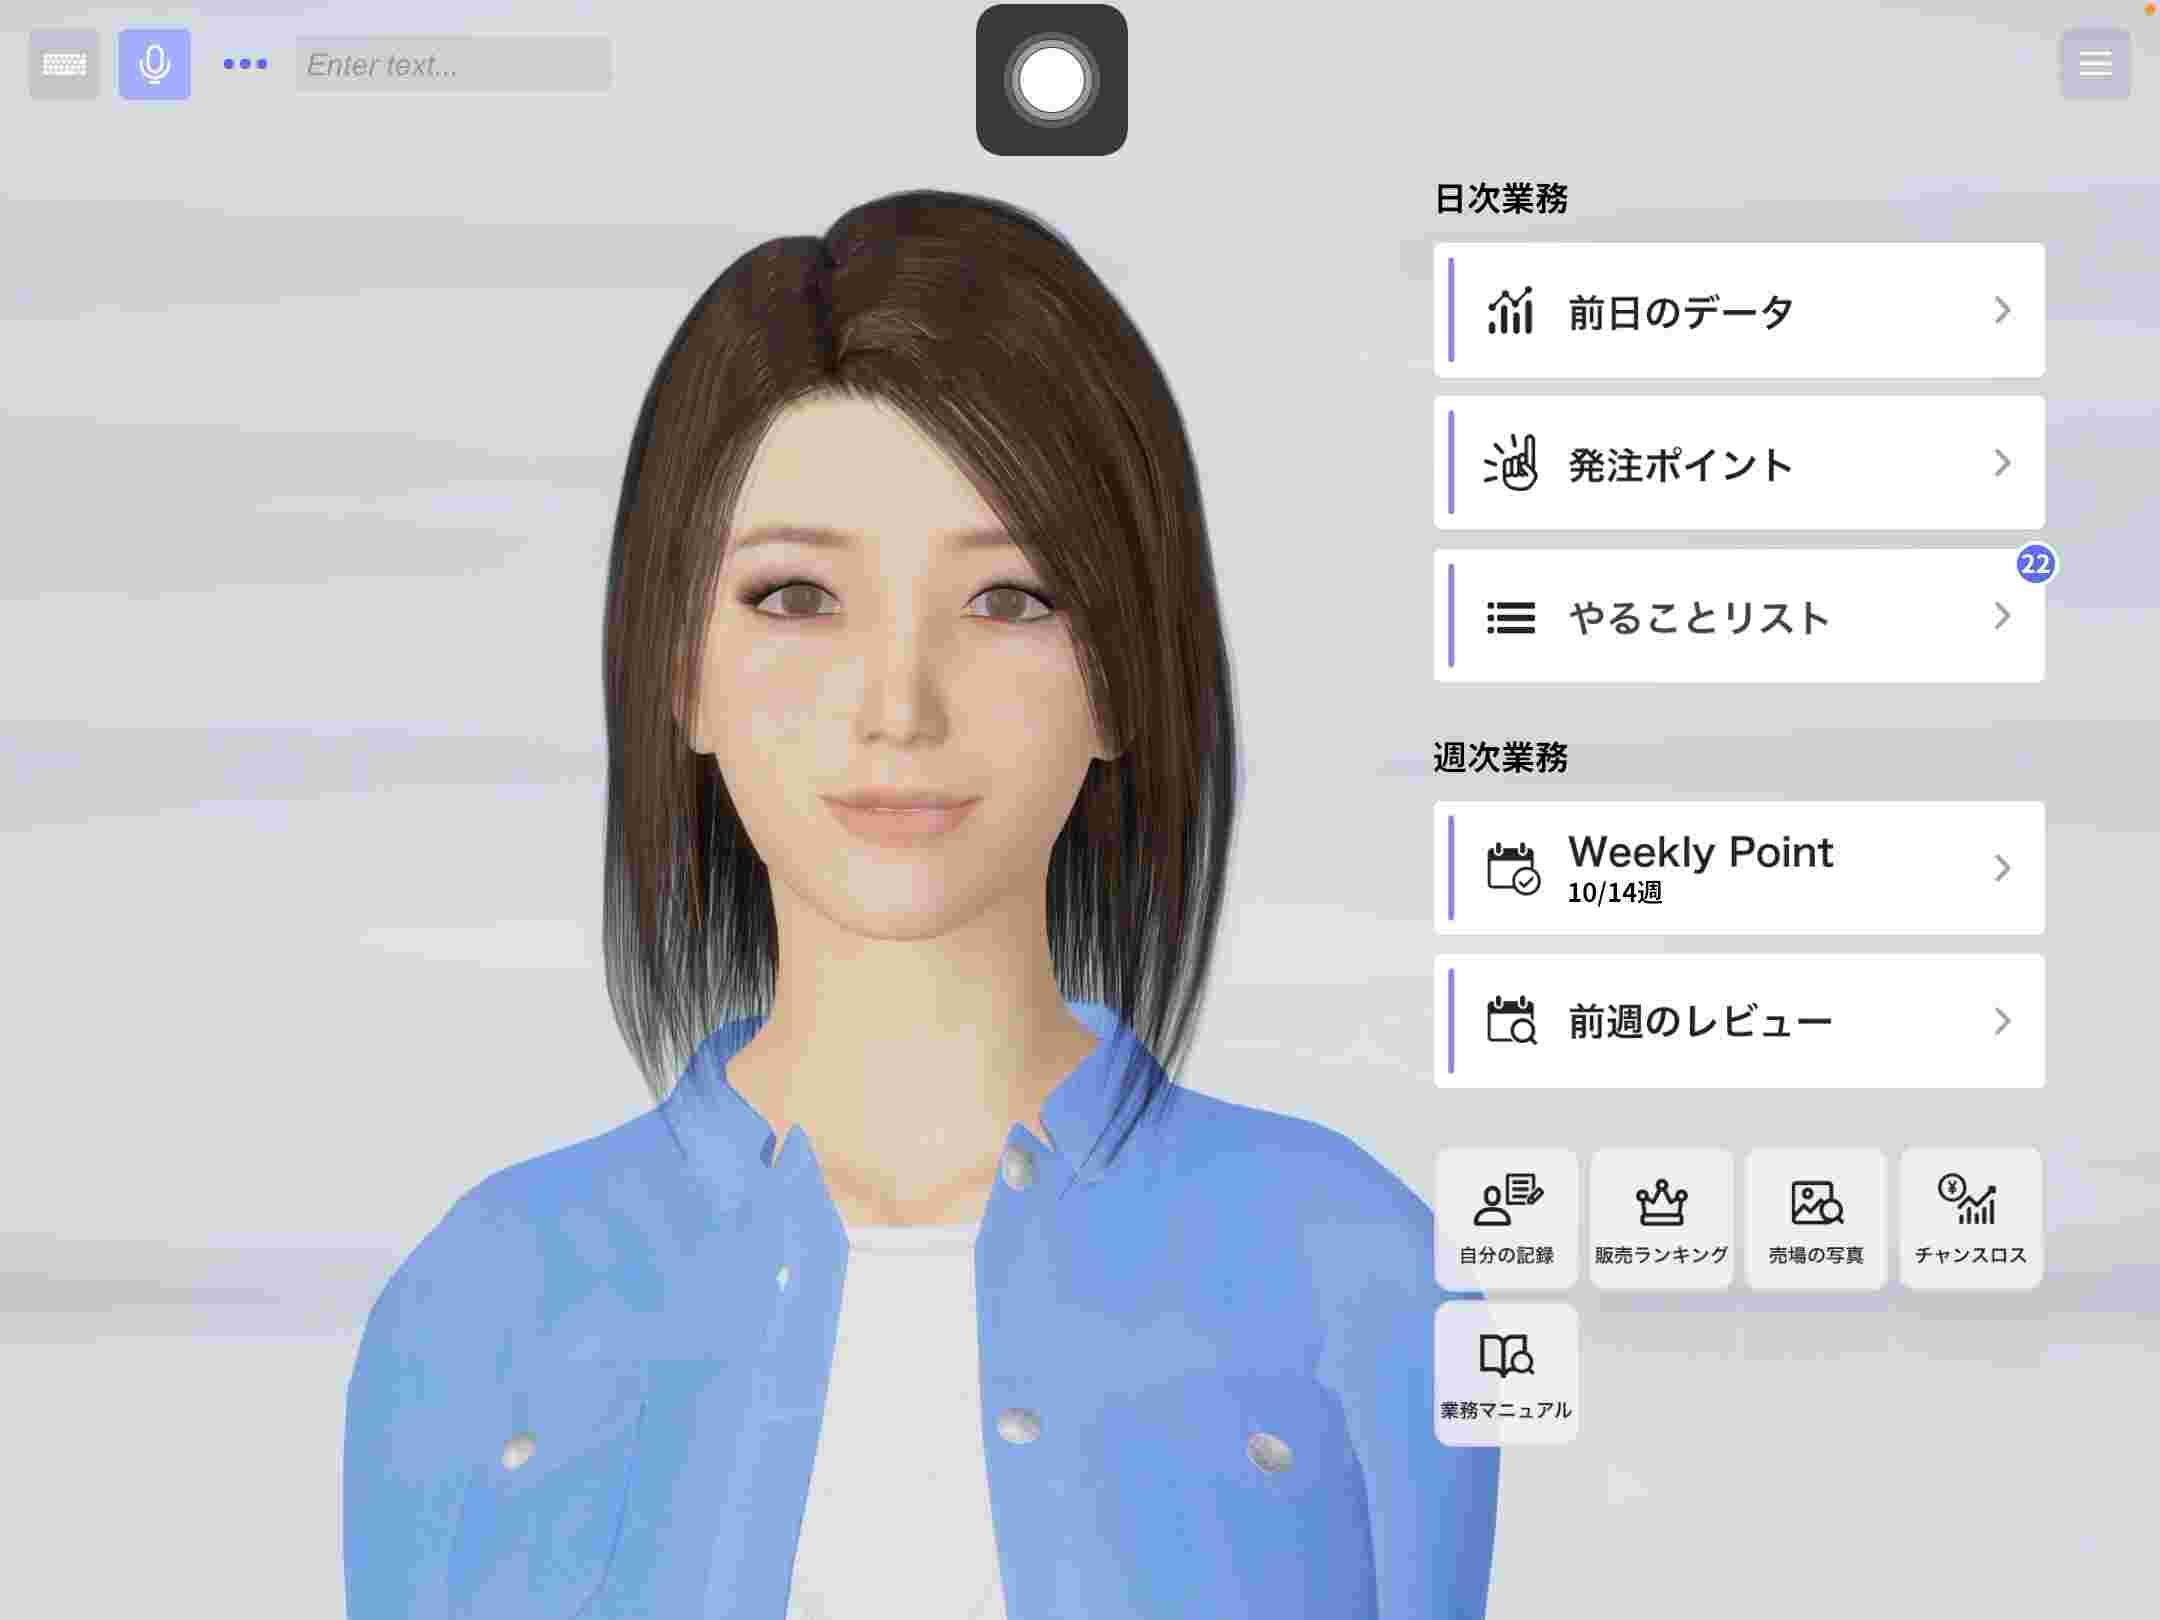 Enter text...
日次業務
前日のデータ
発注ポイント
22
やることリスト
週次業務
Weekly Point
10/14週
前週のレビュー
自分の記録
販売ランキング
売場の写真
チャンスロス
業務マニュアル